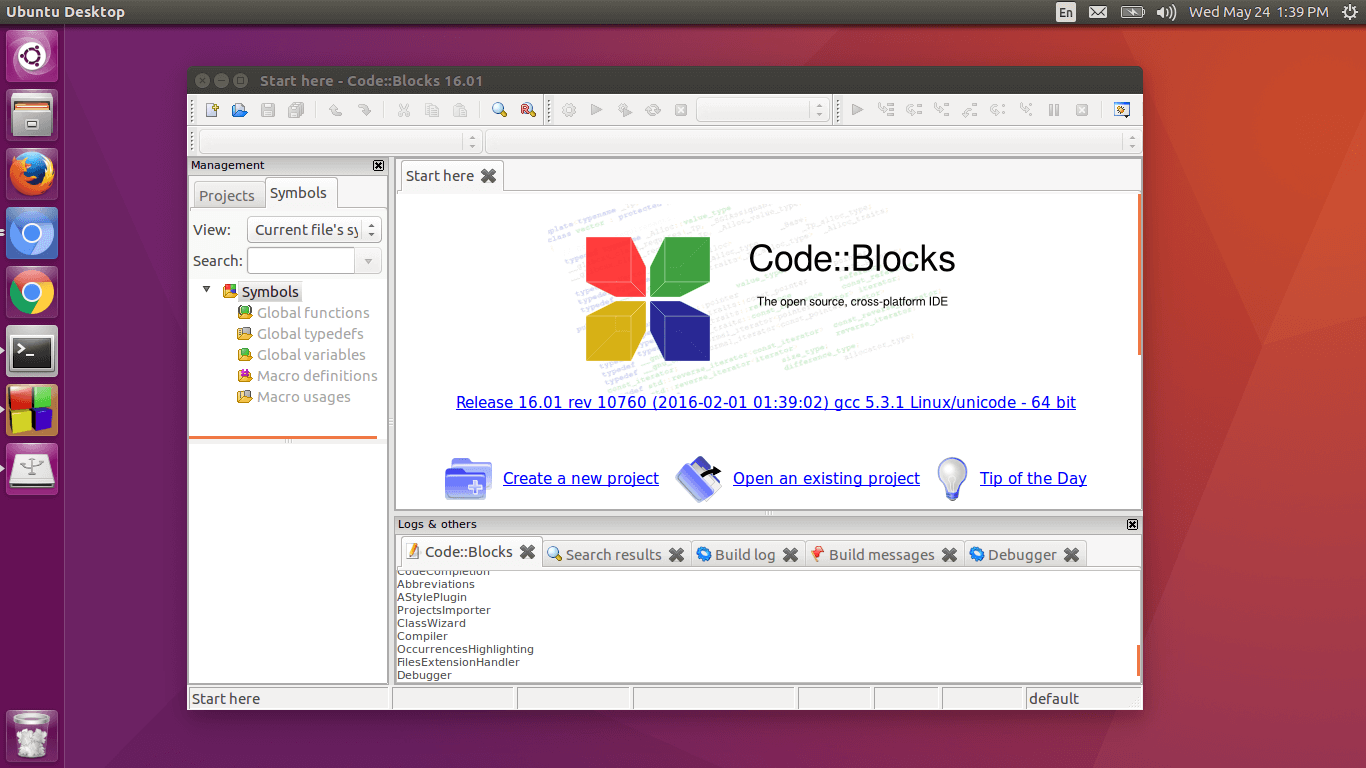 Ubuntu Desktop
En
Wed May 24 1:39 PM
Start here - Code::Blocks 16.01
Management
Projects
Symbols
View:
Current file's sy
Search:
Symbols
Global functions
Global typedefs
Global variables
Macro definitions
Macro usages
Start here
Code::Blocks
The open source, cross-platform IDE
Release 16.01 rev 10760 (2016-02-01 01:39:02) gcc 5.3.1 Linux/unicode - 64 bit
Create a new project
Open an existing project
Tip of the Day
Logs & others
Code::Blocks
Search results
Build log
Build messages
Debugger
CodeCompletion
Abbreviations
AStylePlugin
ProjectsImporter
ClassWizard
Compiler
OccurrencesHighlighting
FilesExtensionHandler
Debugger
Start here
default